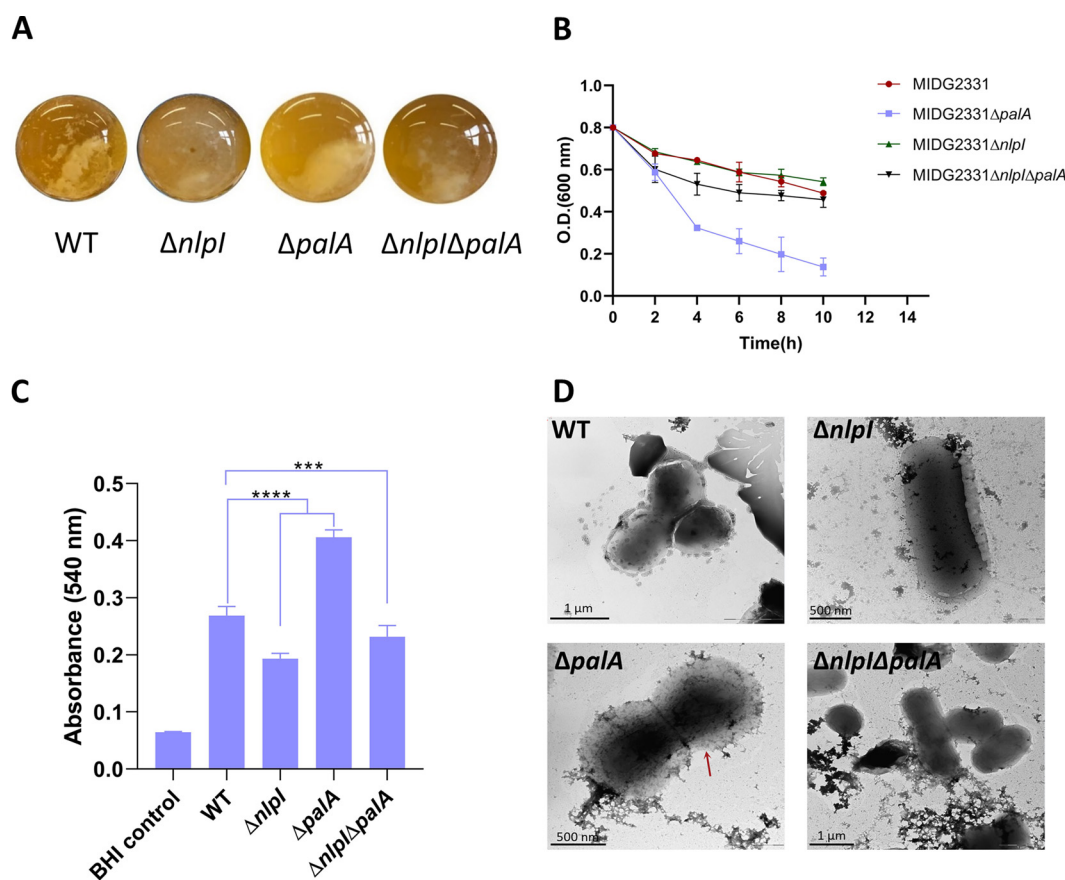 A
WT
ΔnlpI
ΔpalA
ΔnlpIΔpalA
B
O.D.(600 nm)
1.0
0.8
0.6
0.4
0.2
0.0
0
2
4
6
8
10
12
14
Time(h)
MIDG2331
MIDG2331ΔpalA
MIDG2331ΔnlpI
MIDG2331ΔnlpIΔpalA
C
Absorbance (540 nm)
0.5
0.4
0.3
0.2
0.1
0.0
***
****
BHI control
WT
ΔnlpI
ΔpalA
ΔnlpIΔpalA
D
WT
1 µm
ΔnlpI
500 nm
ΔpalA
500 nm
ΔnlpIΔpalA
1 µm